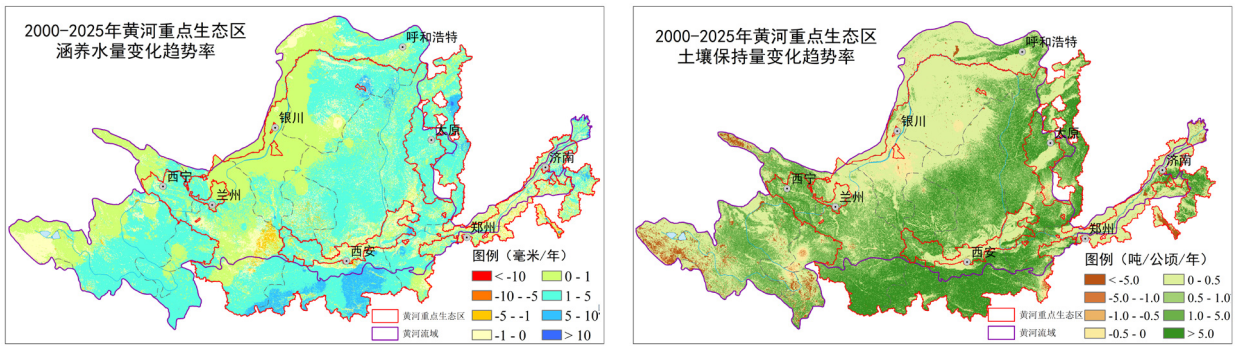 2000-2025年黄河重点生态区
涵养水量变化趋势率
呼和浩特
银川
太原
济南
西宁
兰州
郑州
西安
图例（毫米/年）
< -10
0 - 1
-10 - -5
1 - 5
-5 - -1
5 - 10
-1 - 0
> 10
黄河重点生态区
黄河流域
2000-2025年黄河重点生态区
土壤保持量变化趋势率
呼和浩特
银川
太原
济南
西宁
兰州
郑州
西安
图例（吨/公顷/年）
< -5.0
0 - 0.5
-5.0 - -1.0
0.5 - 1.0
-1.0 - -0.5
1.0 - 5.0
-0.5 - 0
> 5.0
黄河重点生态区
黄河流域